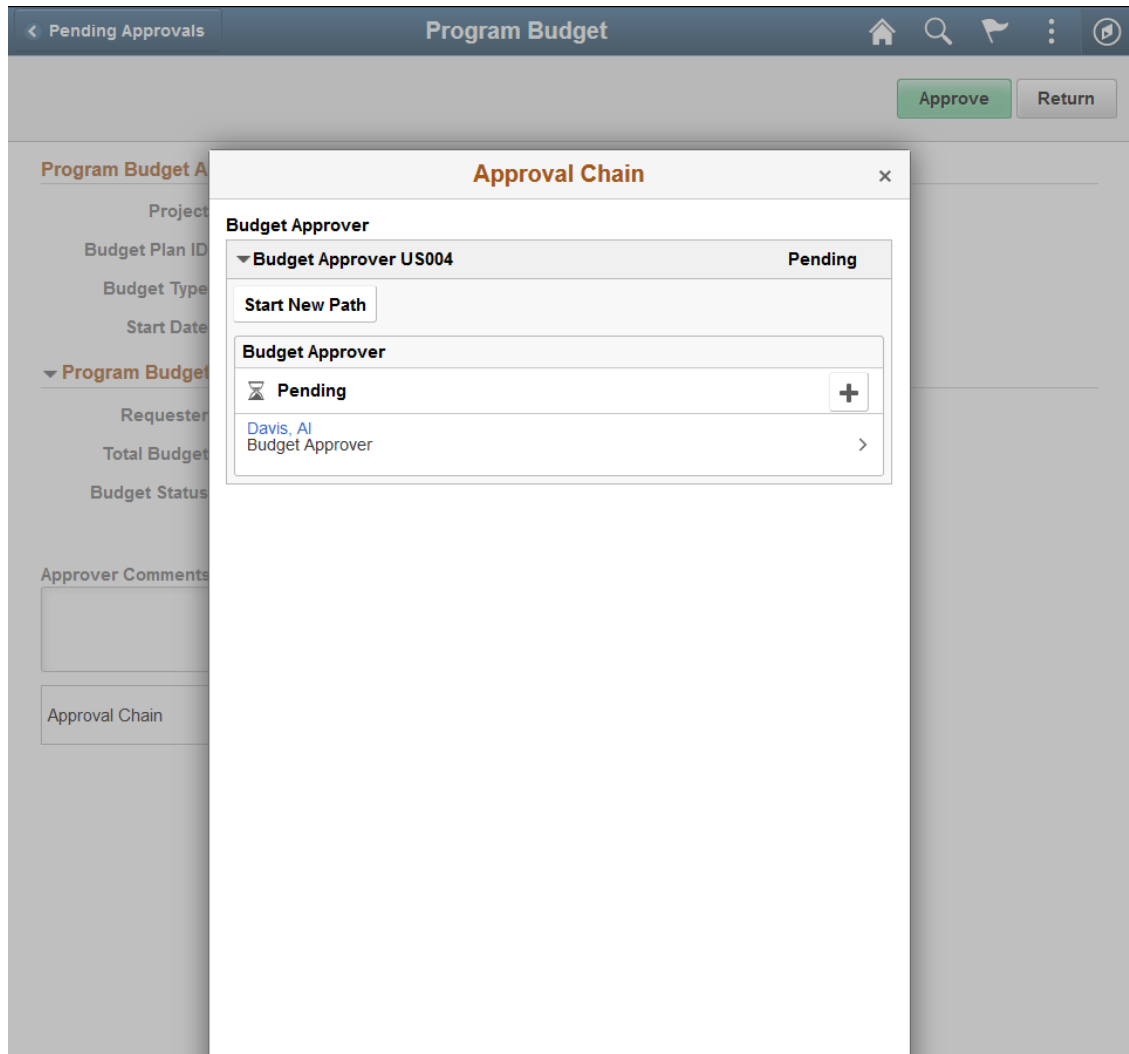 Pending Approvals
Program Budget
Approve
Return
Program Budget A
Project
Budget Plan ID
Budget Type
Start Date
Program Budget
Requester
Total Budget
Budget Status
Approver Comments
Approval Chain
Approval Chain
Budget Approver
Budget Approver US004 Pending
Start New Path
Budget Approver
Pending
Davis, Al
Budget Approver